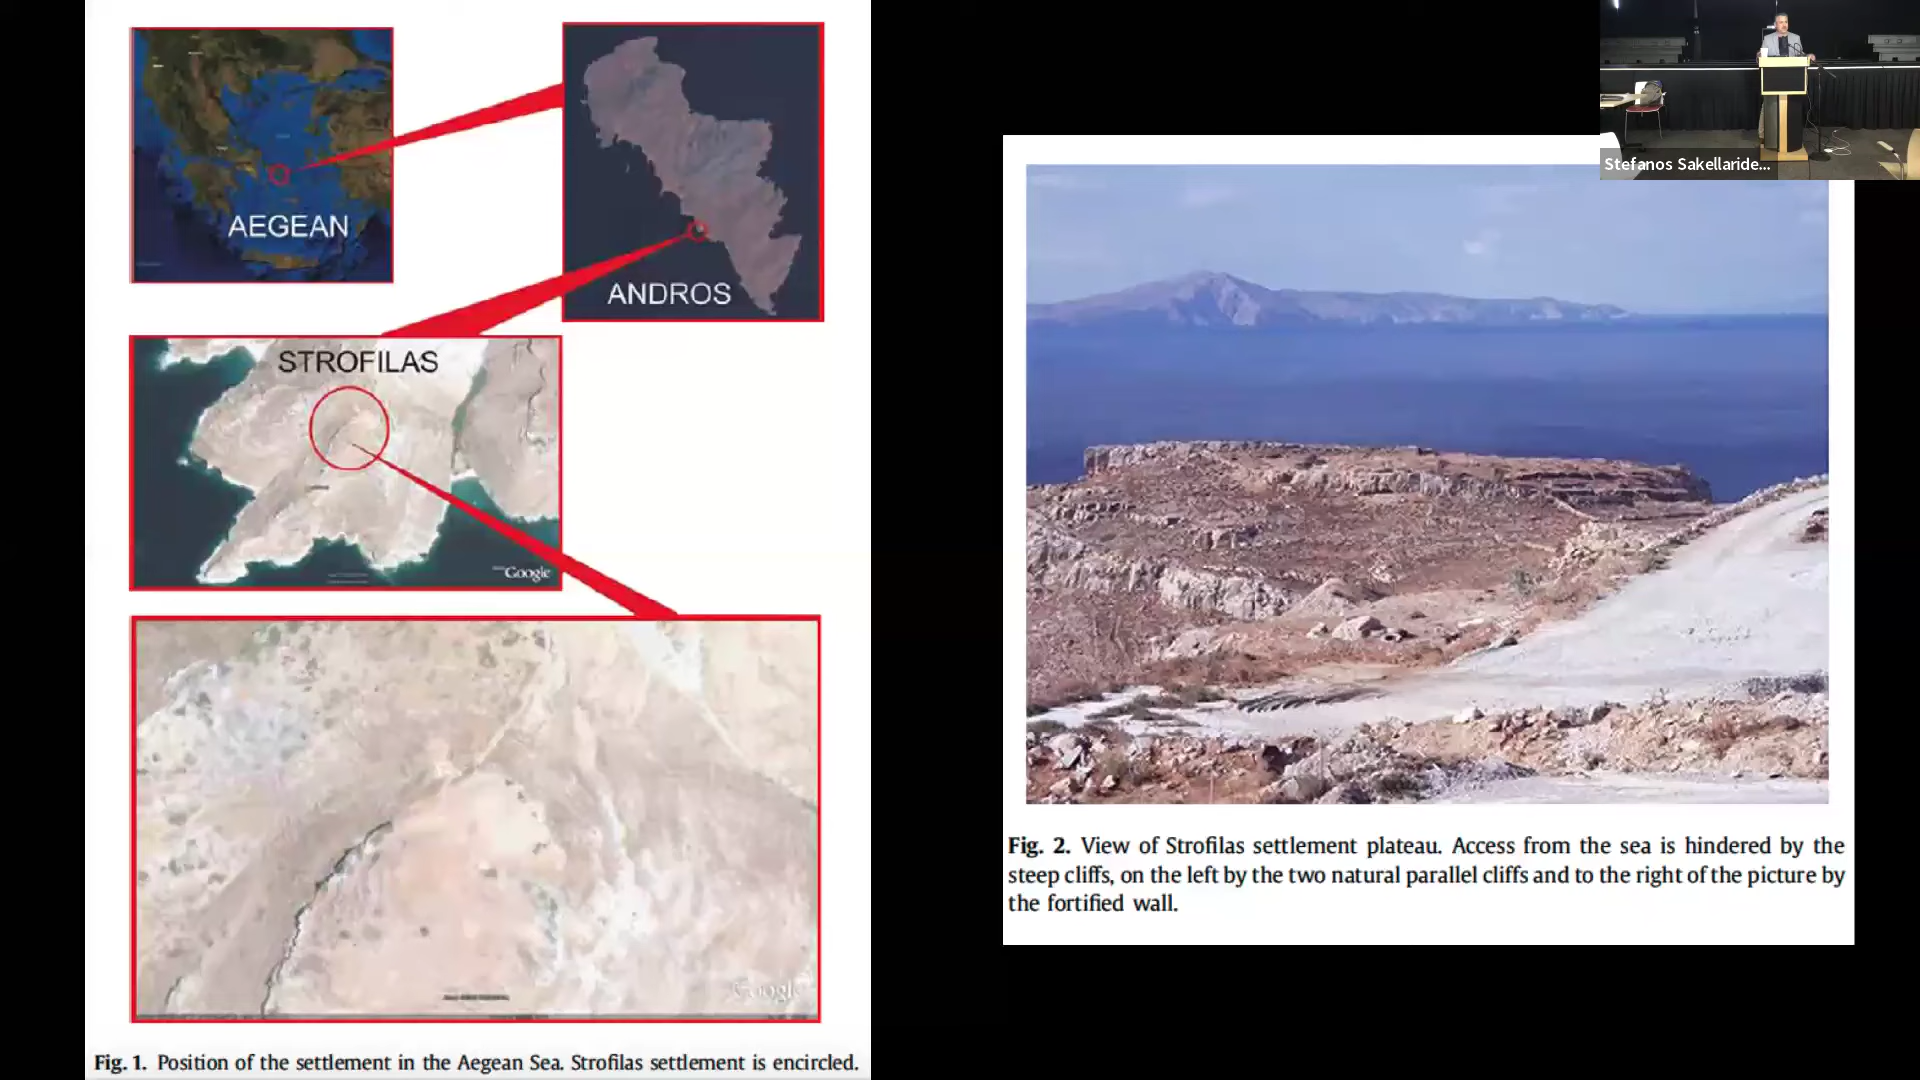 AEGEAN
ANDROS
STROFILAS
Google
Google
Fig. 1. Position of the settlement in the Aegean Sea. Strofilas settlement is encircled.
Stefanos Sakellaride...
Fig. 2. View of Strofilas settlement plateau. Access from the sea is hindered by the
steep cliffs, on the left by the two natural parallel cliffs and to the right of the picture by
the fortified wall.